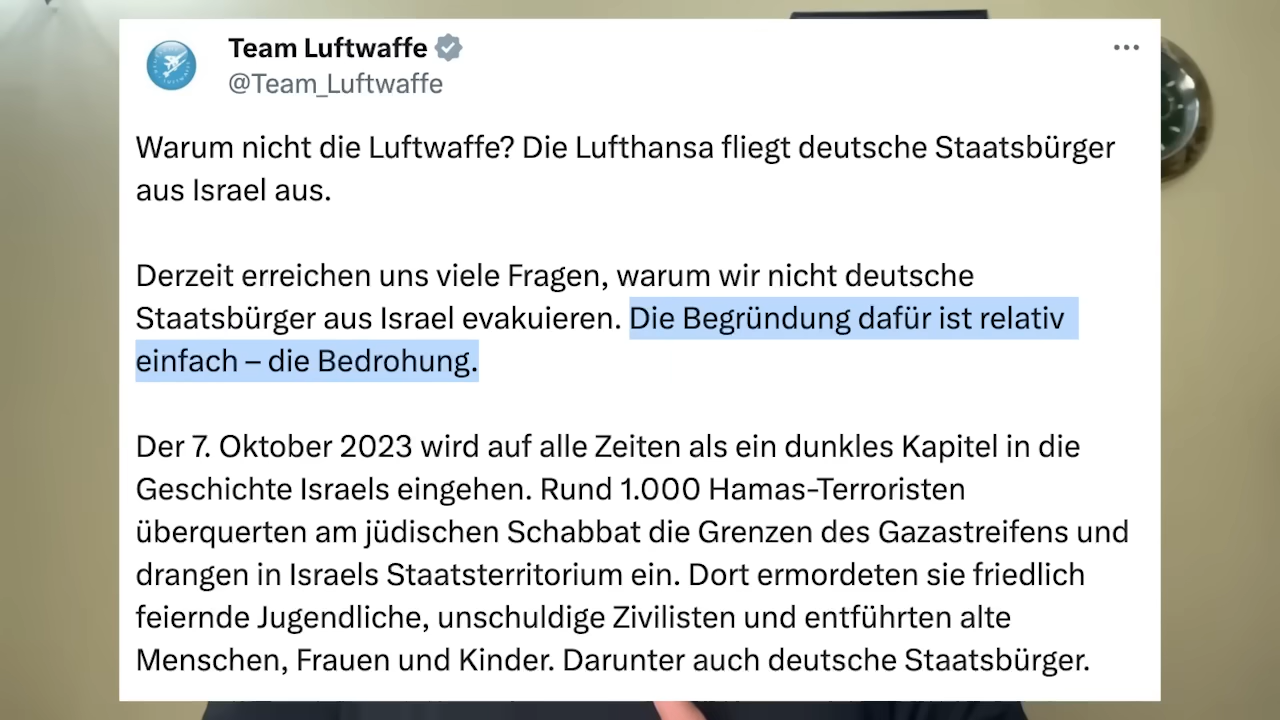 Team Luftwaffe
@Team_Luftwaffe
Warum nicht die Luftwaffe? Die Lufthansa fliegt deutsche Staatsbürger
aus Israel aus.
Derzeit erreichen uns viele Fragen, warum wir nicht deutsche
Staatsbürger aus Israel evakuieren. Die Begründung dafür ist relativ
einfach – die Bedrohung.
Der 7. Oktober 2023 wird auf alle Zeiten als ein dunkles Kapitel in die
Geschichte Israels eingehen. Rund 1.000 Hamas-Terroristen
überquerten am jüdischen Schabbat die Grenzen des Gazastreifens und
drangen in Israels Staatsterritorium ein. Dort ermordeten sie friedlich
feiernde Jugendliche, unschuldige Zivilisten und entführten alte
Menschen, Frauen und Kinder. Darunter auch deutsche Staatsbürger.